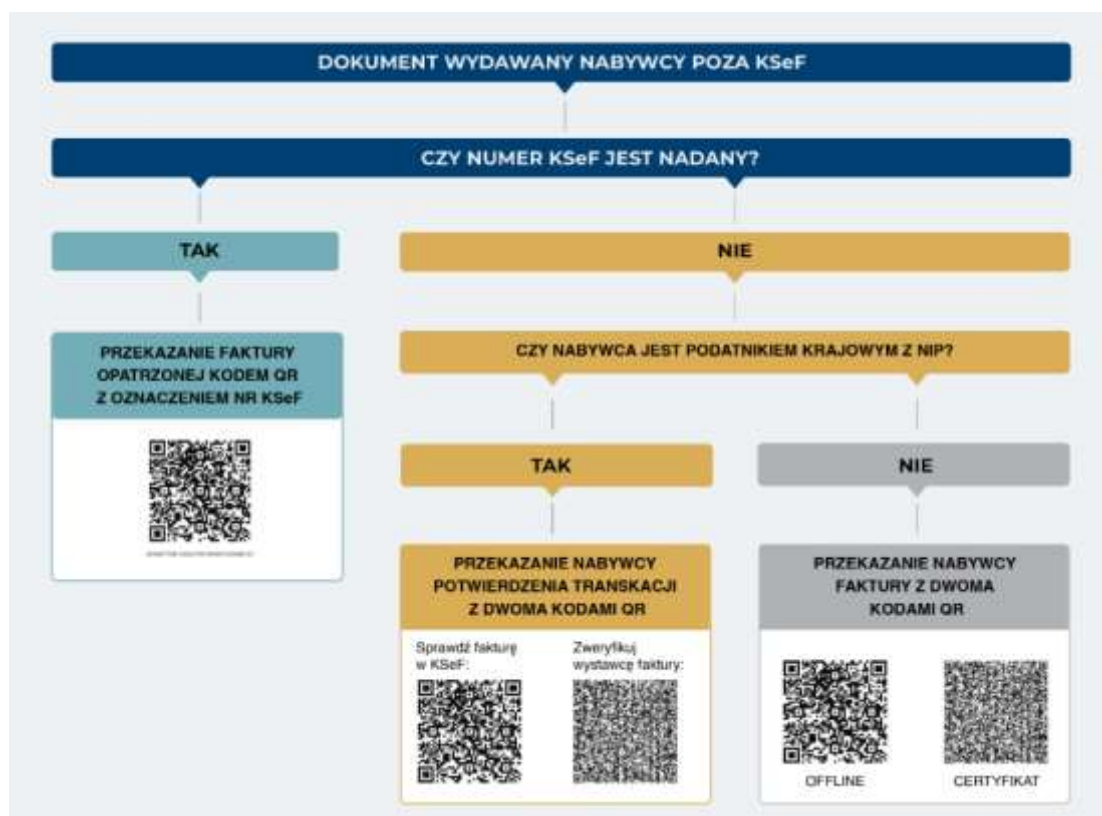 DOKUMENT WYDAWANY NABYWCY POZA KSeF
CZY NUMER KSeF JEST NADANY?
TAK
NIE
PRZEKAZANIE FAKTURY
OPATRZONEJ KODEM QR
Z OZNACZENIEM NR KSeF
CZY NABYWCA JEST PODATNIKIEM KRAJOWYM Z NIP?
TAK
NIE
PRZEKAZANIE NABYWCY
POTWIERDZENIA TRANSKACJI
Z DWOMA KODAMI QR
Sprawdź fakturę
w KSeF:
Zweryfikuj
wystawcę faktury:
PRZEKAZANIE NABYWCY
FAKTURY Z DWOMA
KODAMI QR
OFFLINE
CERTYFIKAT